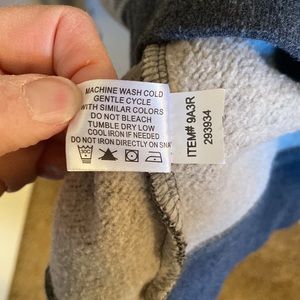 MACHINE WASH COLD
GENTLE CYCLE
WITH SIMILAR COLORS
DO NOT BLEACH
TUMBLE DRY LOW
COOL IRON IF NEEDED
DO NOT IRON DIRECTLY ON
ITEM# 9A3R
293934